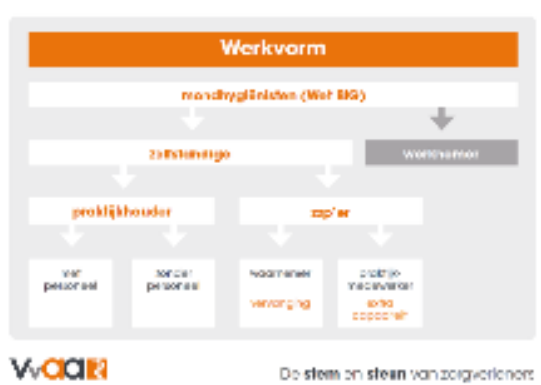 Werkvorm
mondhygiënisten (Wet BIG)
zelfstandige
werknemer
praktijkhouder
zzp'er
met
personeel
zonder
personeel
waarnemer
vervanging
praktijk-
medewerker
extra
capaciteit
VvAA
De stem en steun van zorgverleners